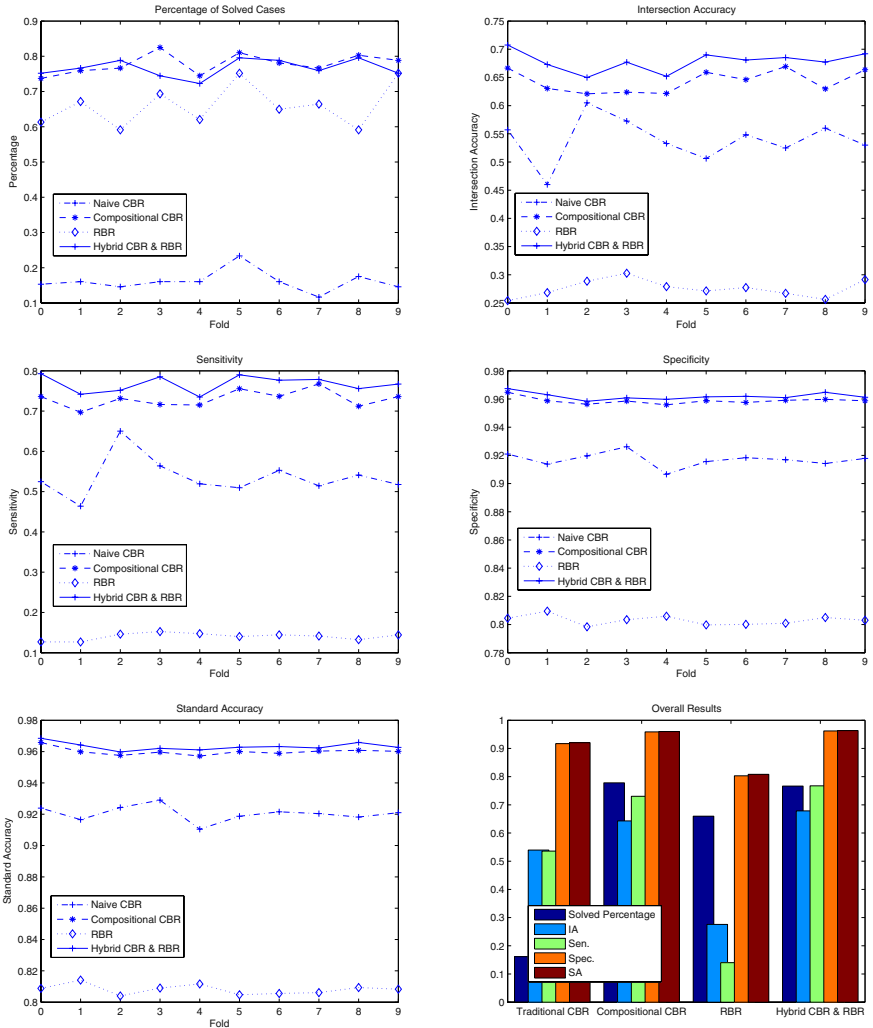 Percentage of Solved Cases
0.9
0.8
0.7
0.6
0.5
0.4
0.3
0.2
0.1
Percentage
Naive CBR
Compositional CBR
RBR
Hybrid CBR & RBR
0 1 2 3 4 5 6 7 8 9
Fold
Intersection Accuracy
0.75
0.7
0.65
0.6
0.55
0.5
0.45
0.4
0.35
0.3
0.25
Intersection Accuracy
Naive CBR
Compositional CBR
RBR
Hybrid CBR & RBR
0 1 2 3 4 5 6 7 8 9
Fold
Sensitivity
0.8
0.7
0.6
0.5
0.4
0.3
0.2
0.1
Sensitivity
Naive CBR
Compositional CBR
RBR
Hybrid CBR & RBR
0 1 2 3 4 5 6 7 8 9
Fold
Specificity
0.98
0.96
0.94
0.92
0.9
0.88
0.86
0.84
0.82
0.8
0.78
Specificity
Naive CBR
Compositional CBR
RBR
Hybrid CBR & RBR
0 1 2 3 4 5 6 7 8 9
Fold
Standard Accuracy
0.98
0.96
0.94
0.92
0.9
0.88
0.86
0.84
0.82
0.8
Standard Accuracy
Naive CBR
Compositional CBR
RBR
Hybrid CBR & RBR
0 1 2 3 4 5 6 7 8 9
Fold
Overall Results
1
0.9
0.8
0.7
0.6
0.5
0.4
0.3
0.2
0.1
0
Solved Percentage
IA
Sen.
Spec.
SA
Traditional CBR Compositional CBR RBR Hybrid CBR & RBR